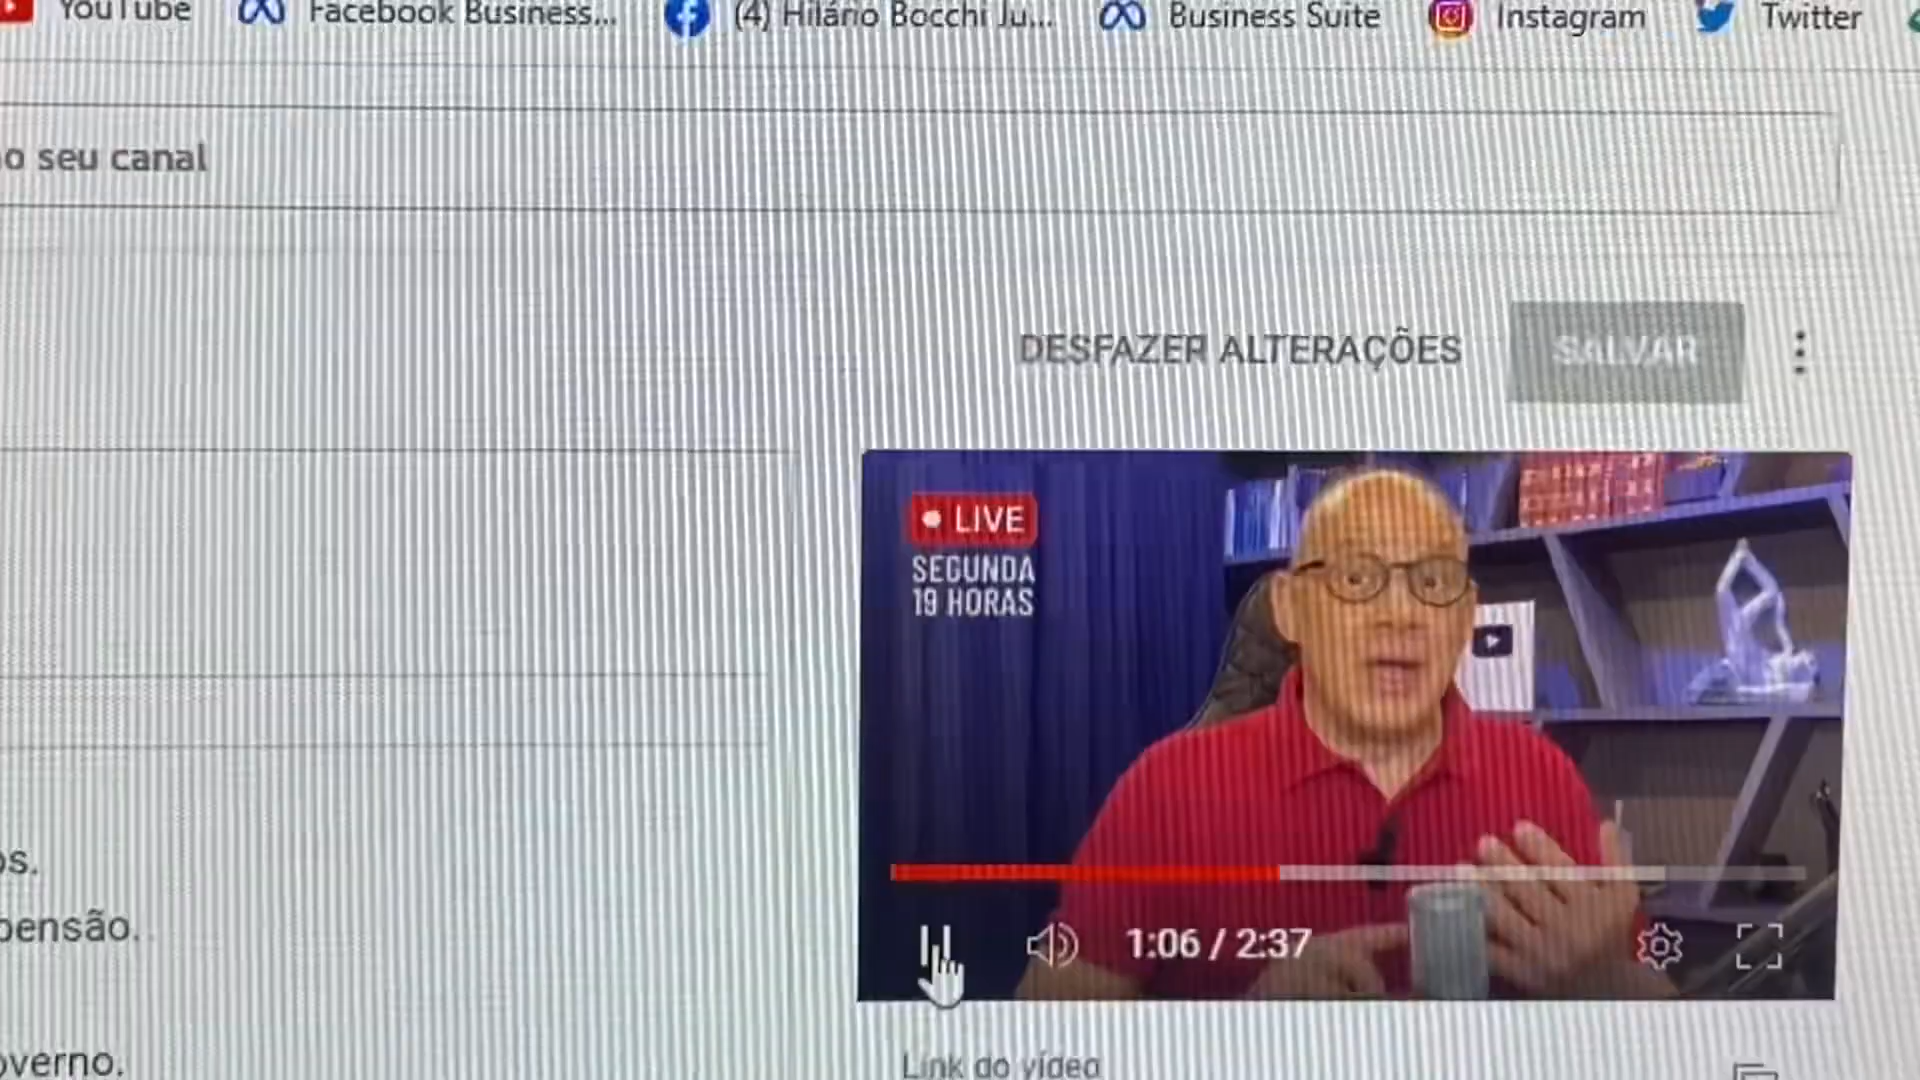 YouTube
Facebook Business...
(4) Hilário Bocchi Ju...
Business Suite
Instagram
Twitter
o seu canal
DESFAZER ALTERAÇÕES
SALVAR
LIVE
SEGUNDA
19 HORAS
os.
pensão.
1:06 / 2:37
overno.
Link do vídeo